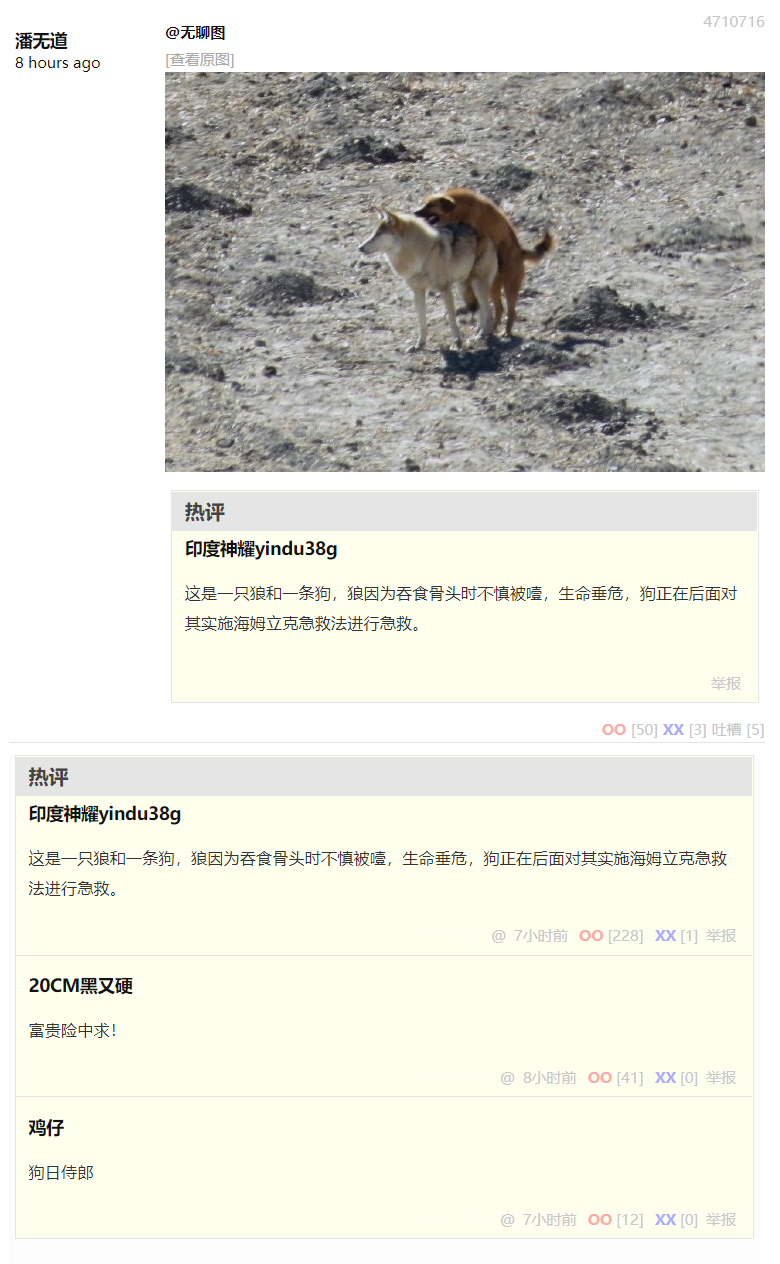 4710716
潘无道
8 hours ago
@无聊图
[查看原图]
热评
印度神耀yindu38g
这是一只狼和一条狗，狼因为吞食骨头时不慎被噎，生命垂危，狗正在后面对
其实施海姆立克急救法进行急救。
举报
OO [50] XX [3] 吐槽 [5]
热评
印度神耀yindu38g
这是一只狼和一条狗，狼因为吞食骨头时不慎被噎，生命垂危，狗正在后面对其实施海姆立克急救
法进行急救。
@ 7小时前 OO [228] XX [1] 举报
20CM黑又硬
富贵险中求！
@ 8小时前 OO [41] XX [0] 举报
鸡仔
狗日侍郎
@ 7小时前 OO [12] XX [0] 举报